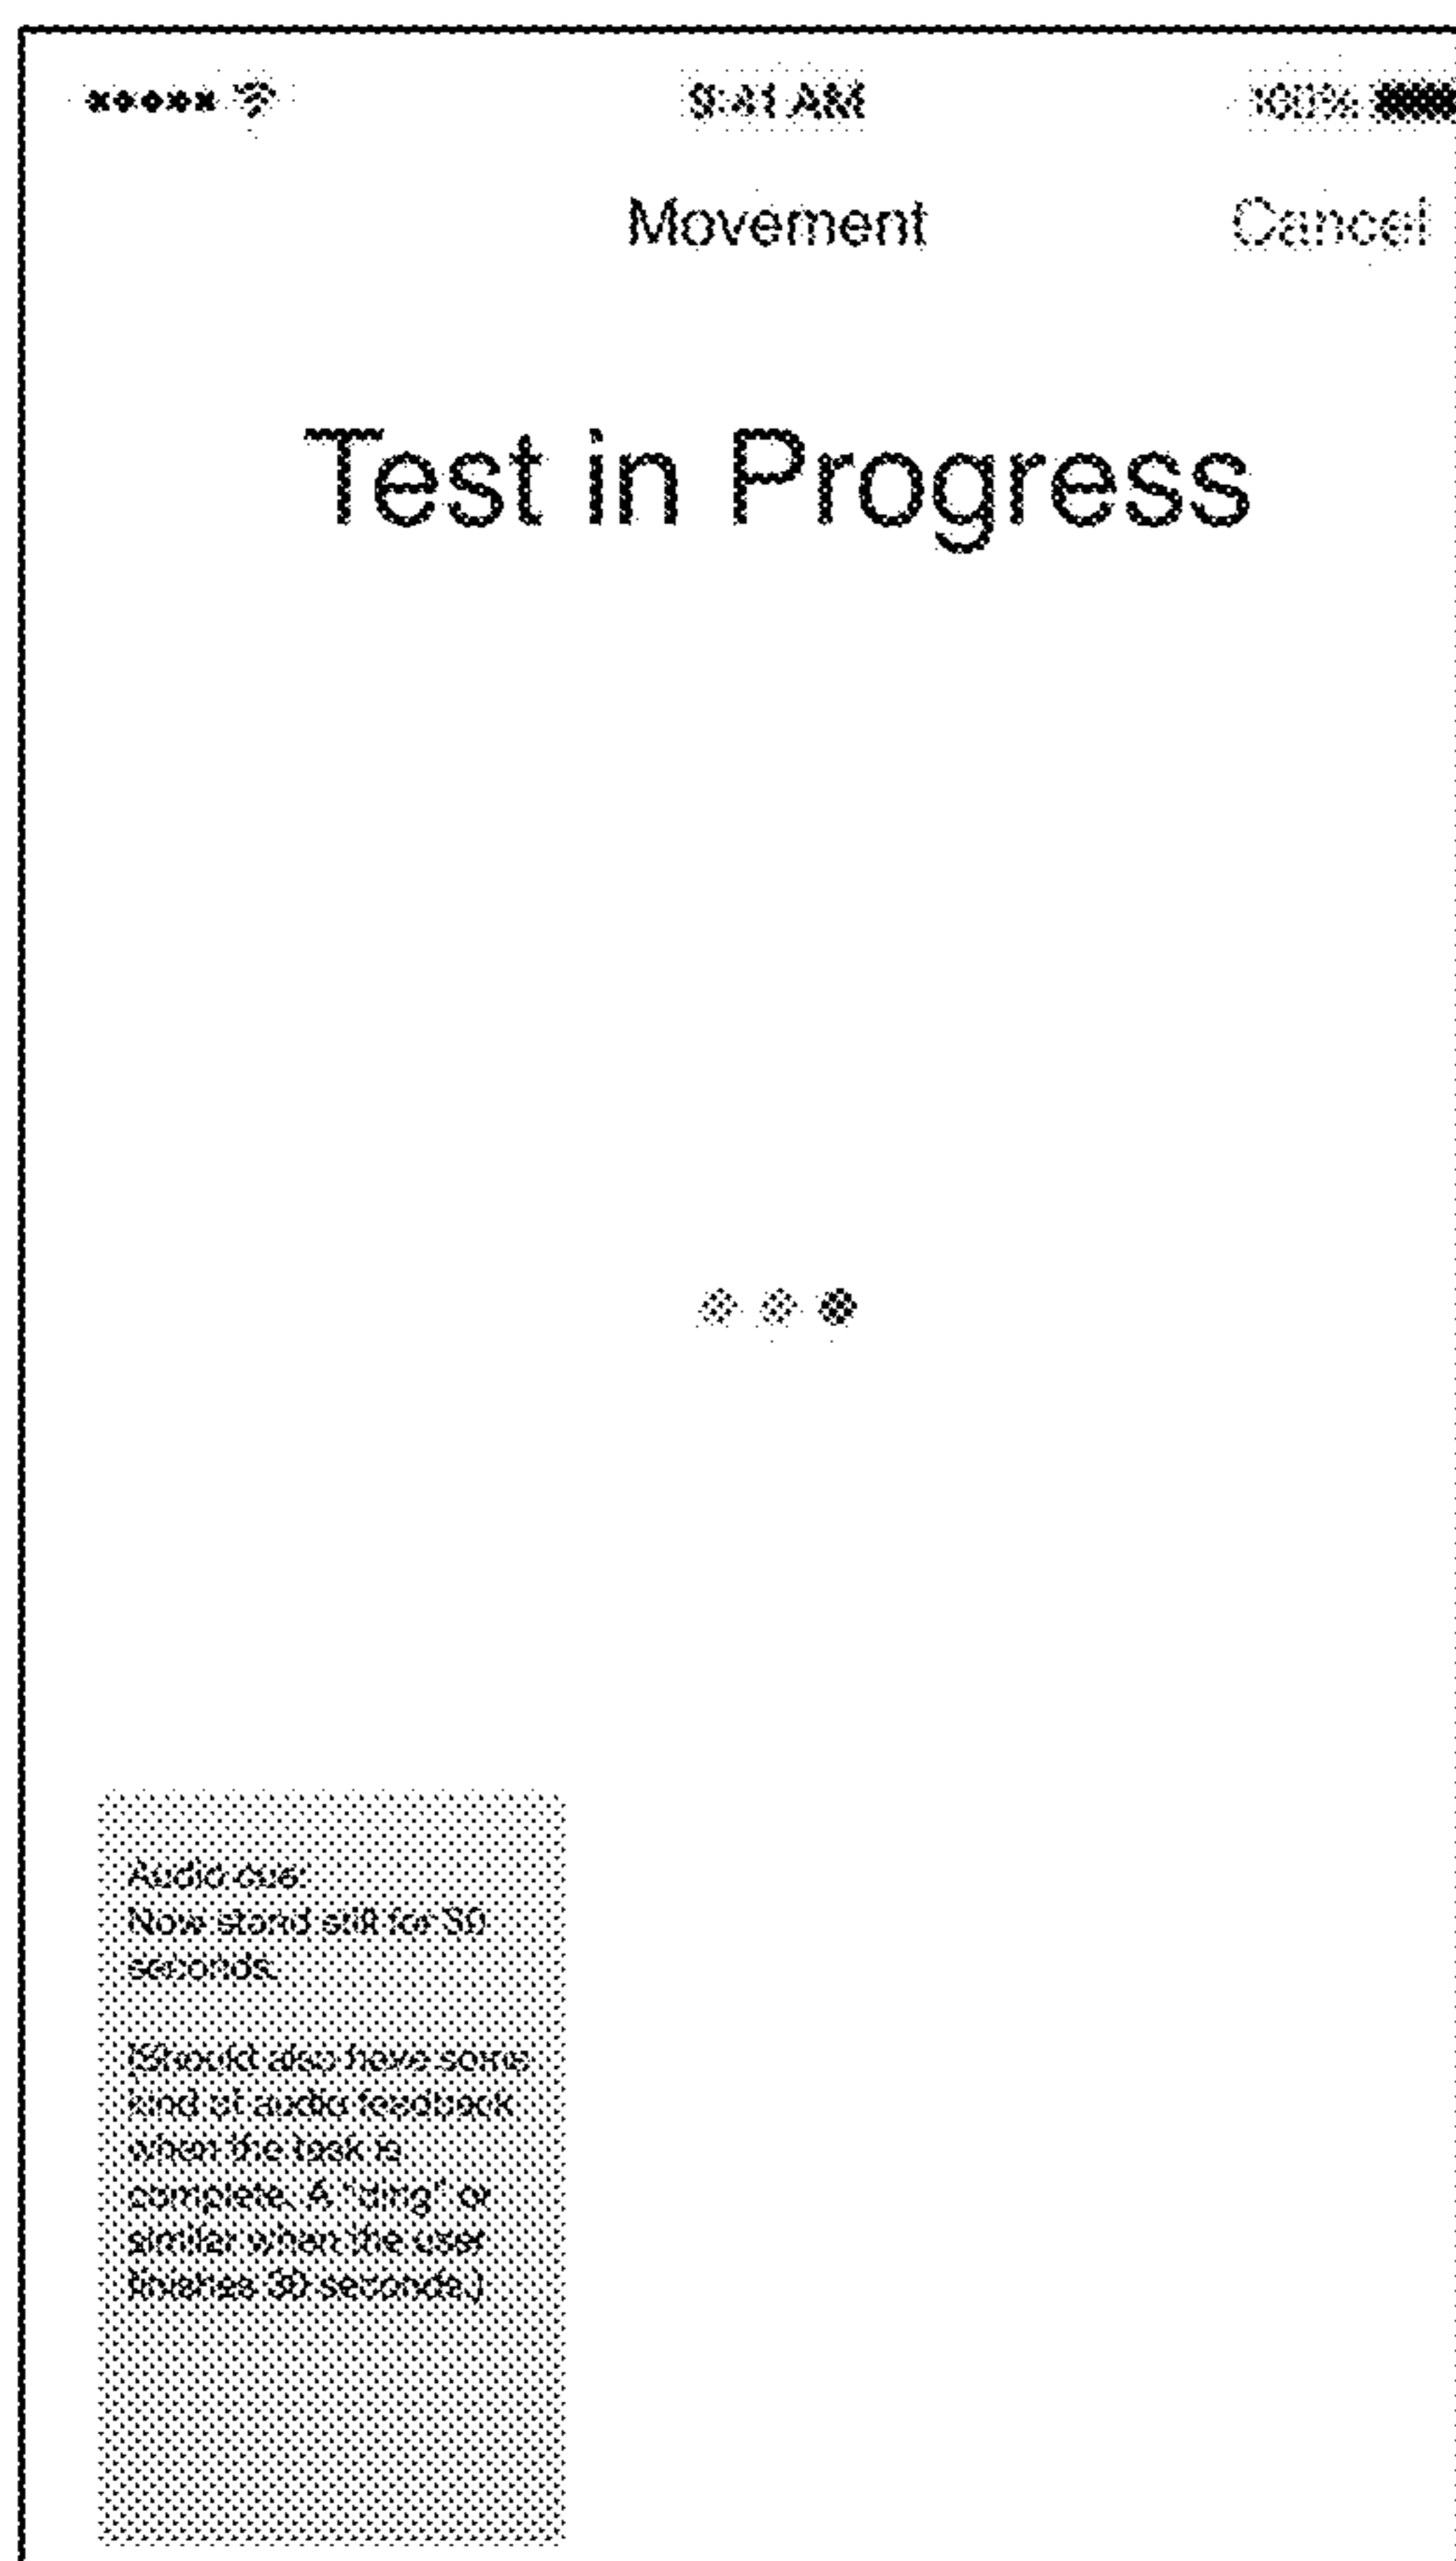 9:41 AM 100%
Movement Cancel
Test in Progress
Audio cue:
Now stand still for 30
seconds.
(Should also have some
kind of audio feedback
when the task is
complete. A "ding" or
similar when the user
finishes 30 seconds.)